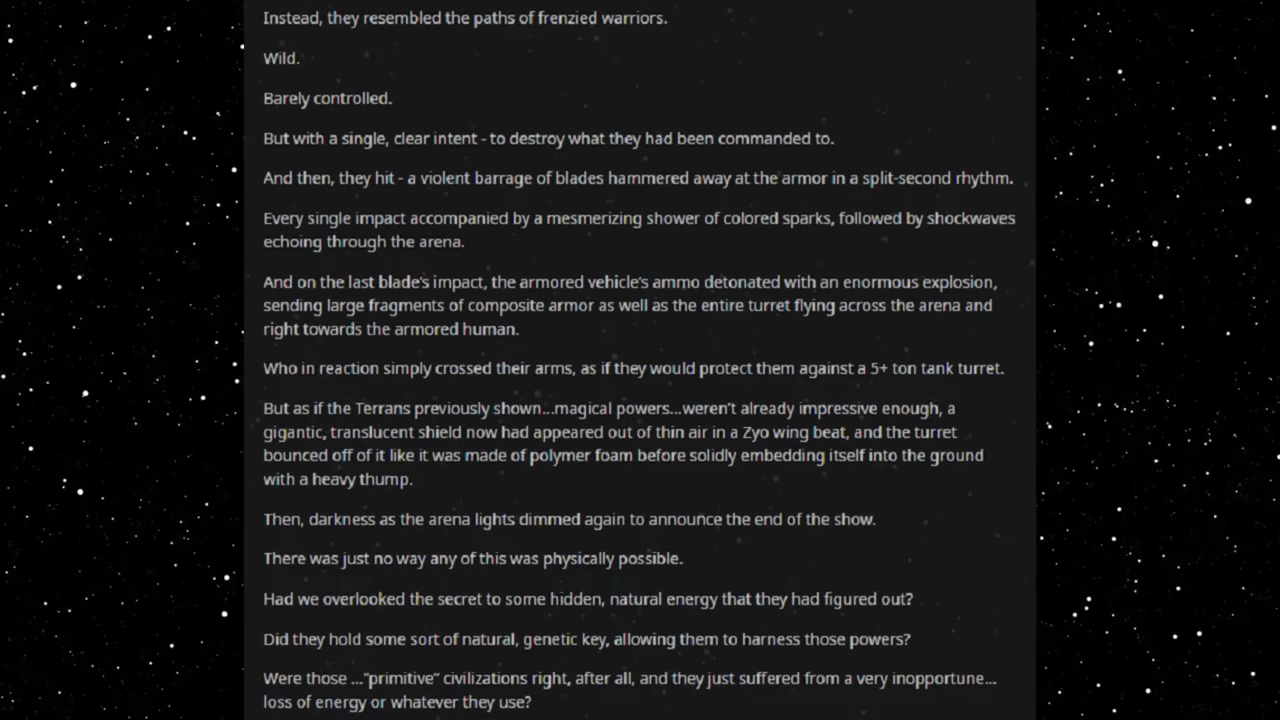 Instead, they resembled the paths of frenzied warriors.
Wild.
Barely controlled.
But with a single, clear intent - to destroy what they had been commanded to.
And then, they hit - a violent barrage of blades hammered away at the armor in a split-second rhythm.
Every single impact accompanied by a mesmerizing shower of colored sparks, followed by shockwaves
echoing through the arena.
And on the last blade's impact, the armored vehicle's ammo detonated with an enormous explosion,
sending large fragments of composite armor as well as the entire turret flying across the arena and
right towards the armored human.
Who in reaction simply crossed their arms, as if they would protect them against a 5+ ton tank turret.
But as if the Terrans previously shown...magical powers...weren't already impressive enough, a
gigantic, translucent shield now had appeared out of thin air in a Zyo wing beat, and the turret
bounced off of it like it was made of polymer foam before solidly embedding itself into the ground
with a heavy thump.
Then, darkness as the arena lights dimmed again to announce the end of the show.
There was just no way any of this was physically possible.
Had we overlooked the secret to some hidden, natural energy that they had figured out?
Did they hold some sort of natural, genetic key, allowing them to harness those powers?
Were those ..."primitive" civilizations right, after all, and they just suffered from a very inopportune...
loss of energy or whatever they use?